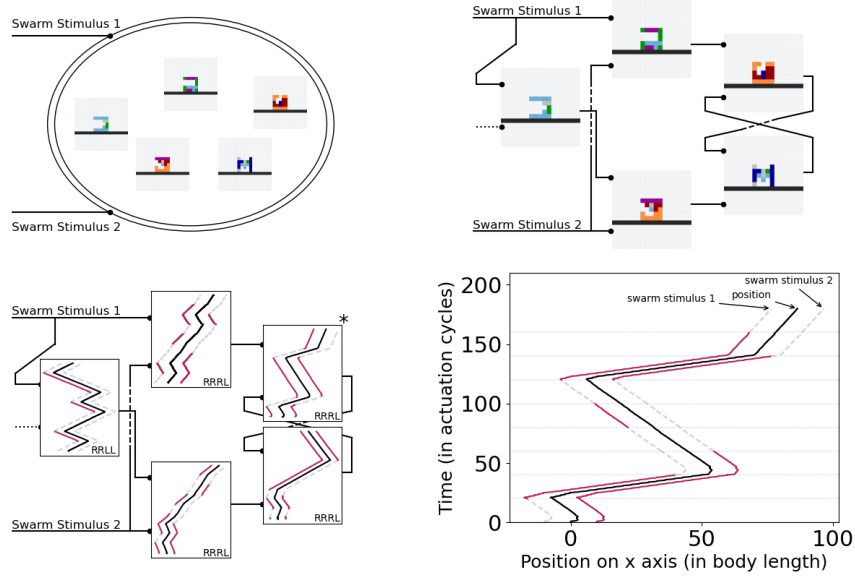 Swarm Stimulus 1
Swarm Stimulus 2
Swarm Stimulus 1
Swarm Stimulus 2
Swarm Stimulus 1
*
RRRL
RRRL
RRLL
Swarm Stimulus 2
RRRL
RRRL
swarm stimulus 2
position
swarm stimulus 1
200
150
100
50
0
Time (in actuation cycles)
0
50
100
Position on x axis (in body length)